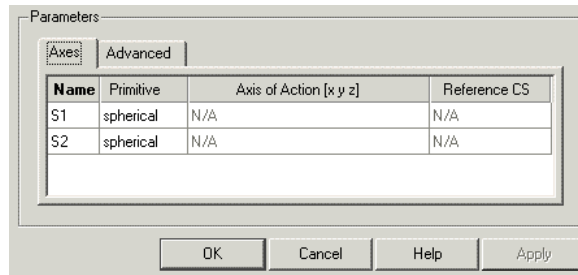 Parameters
Axes Advanced
Name Primitive Axis of Action [x y z] Reference CS
S1 spherical N/A N/A
S2 spherical N/A N/A
OK Cancel Help Apply